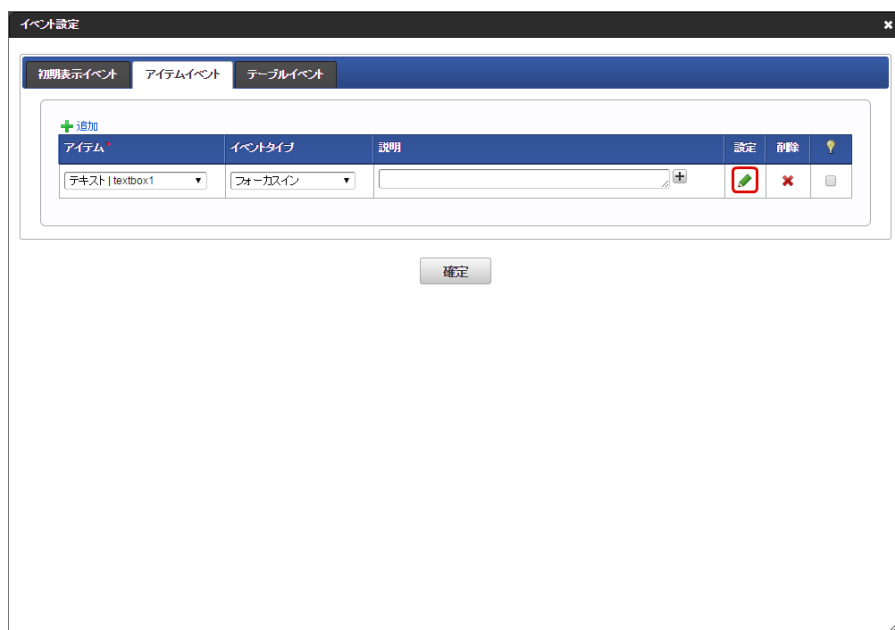 イベント設定
初期表示イベント アイテムイベント テーブルイベント
追加
アイテム* イベントタイプ 説明 設定 削除
テキスト | textbox1 フォーカスイン
確定